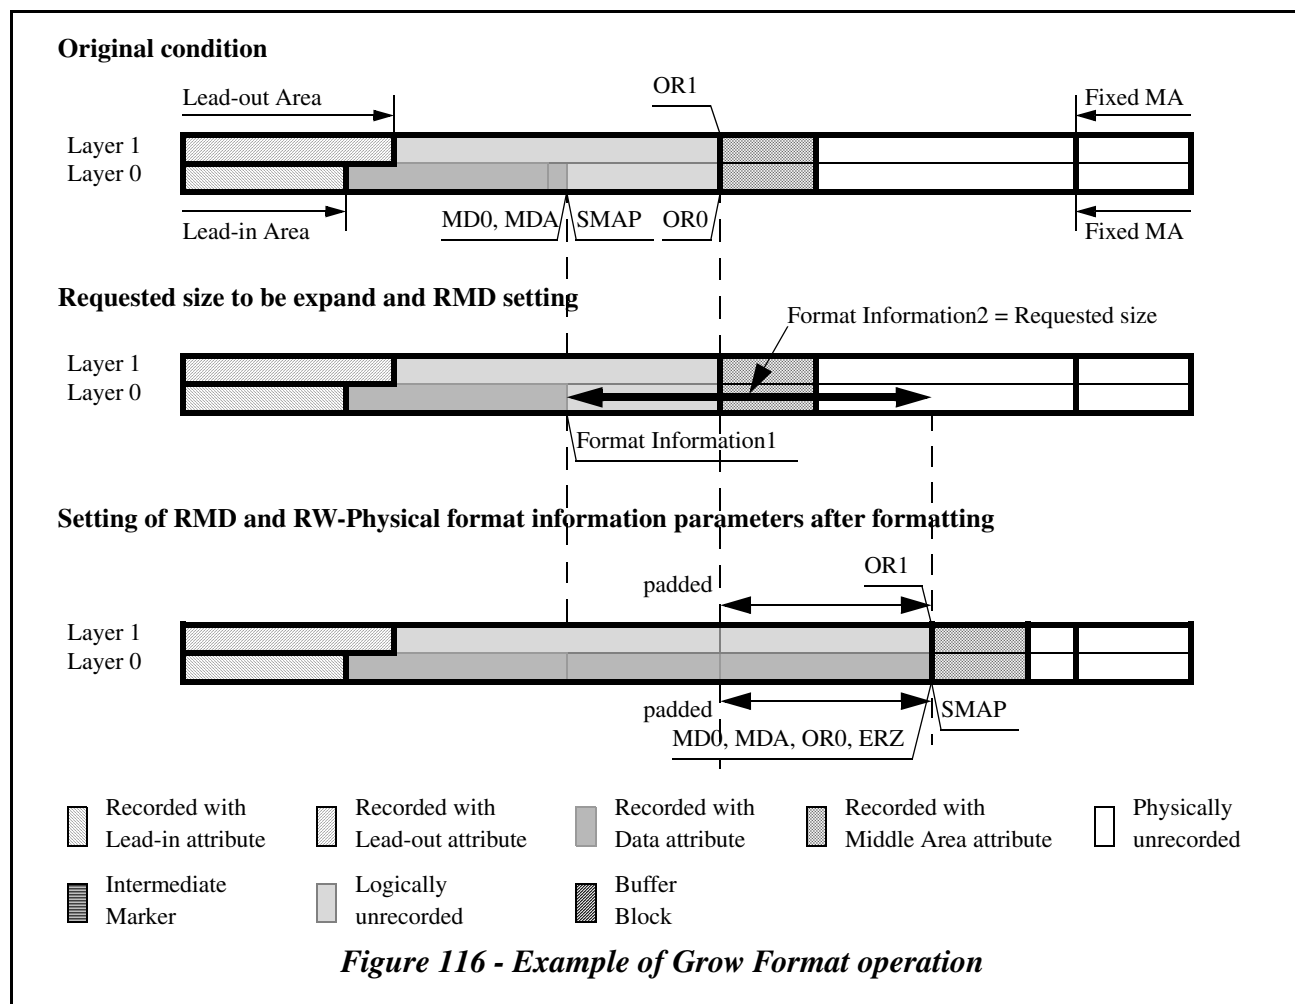 Original condition
OR1
Lead-out Area
Fixed MA
Layer 1
Layer 0
MD0, MDA
SMAP
OR0
Lead-in Area
Fixed MA
Requested size to be expand and RMD setting
Format Information2 = Requested size
Layer 1
Layer 0
Format Information1
Setting of RMD and RW-Physical format information parameters after formatting
OR1
padded
Layer 1
Layer 0
padded
SMAP
MD0, MDA, OR0, ERZ
Recorded with
Lead-in attribute
Recorded with
Lead-out attribute
Recorded with
Data attribute
Recorded with
Middle Area attribute
Physically
unrecorded
Intermediate
Marker
Logically
unrecorded
Buffer
Block
Figure 116 - Example of Grow Format operation